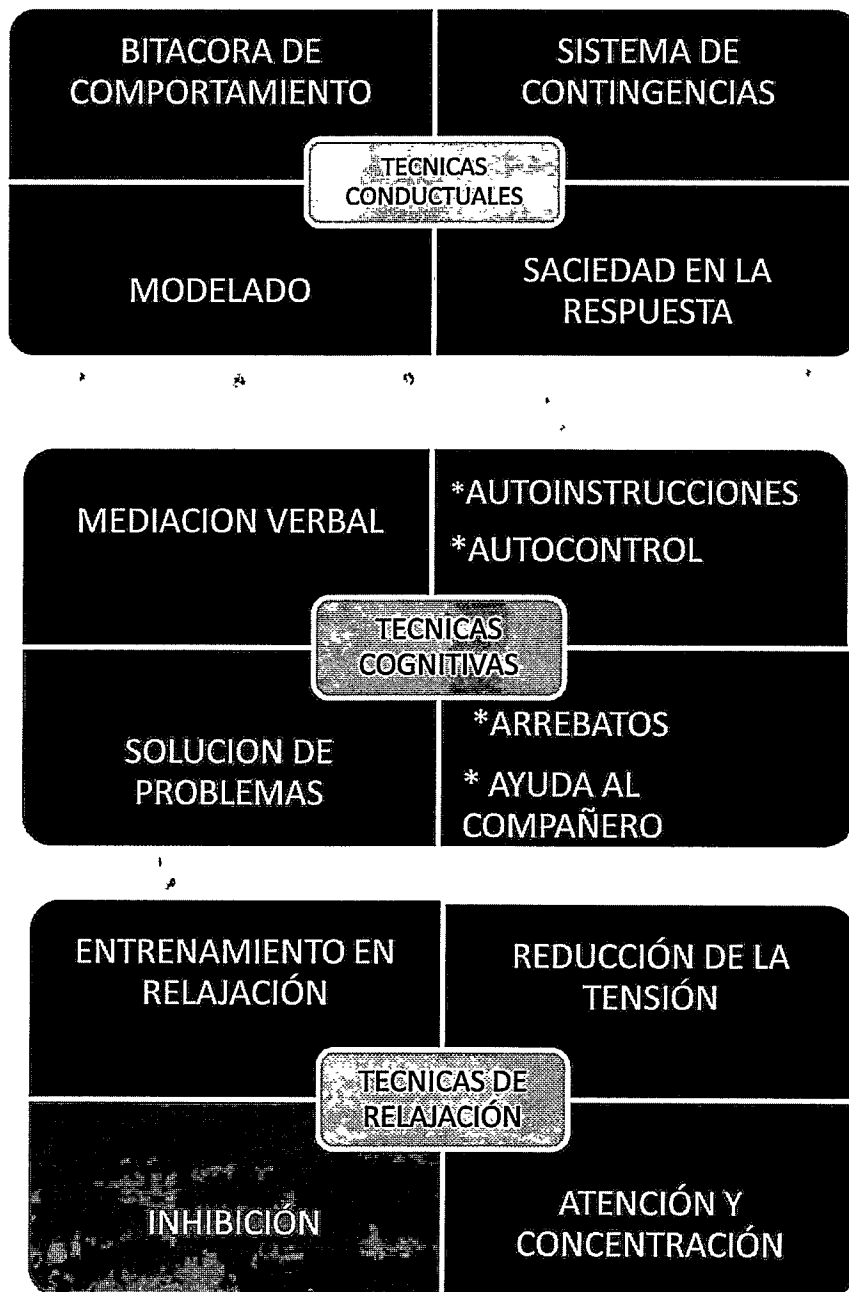 BITACORA DE
COMPORTAMIENTO
SISTEMA DE
CONTINGENCIAS
TECNICAS
CONDUCTUALES
MODELADO
SACIEDAD EN LA
RESPUESTA
MEDIACION VERBAL
*AUTOINSTRUCCIONES
*AUTOCONTROL
TECNICAS
COGNITIVAS
SOLUCION DE
PROBLEMAS
*ARREBATOS
* AYUDA AL
COMPAÑERO
ENTRENAMIENTO EN
RELAJACIÓN
REDUCCIÓN DE LA
TENSIÓN
TECNICAS DE
RELAJACIÓN
INHIBICIÓN
ATENCIÓN Y
CONCENTRACIÓN